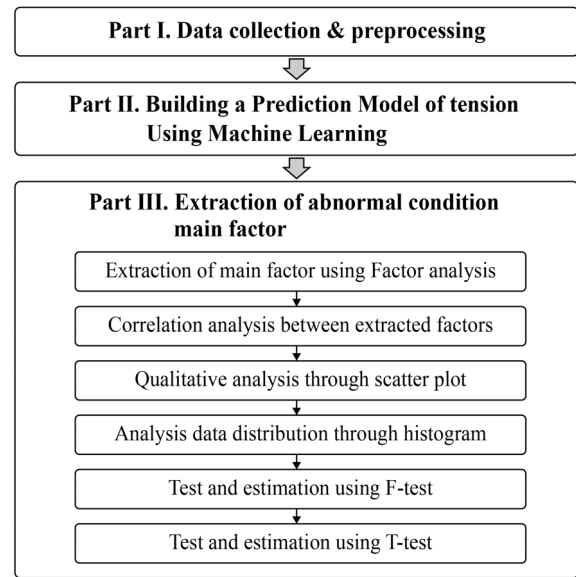 Part I. Data collection & preprocessing
Part II. Building a Prediction Model of tension
Using Machine Learning
Part III. Extraction of abnormal condition
main factor
Extraction of main factor using Factor analysis
Correlation analysis between extracted factors
Qualitative analysis through scatter plot
Analysis data distribution through histogram
Test and estimation using F-test
Test and estimation using T-test